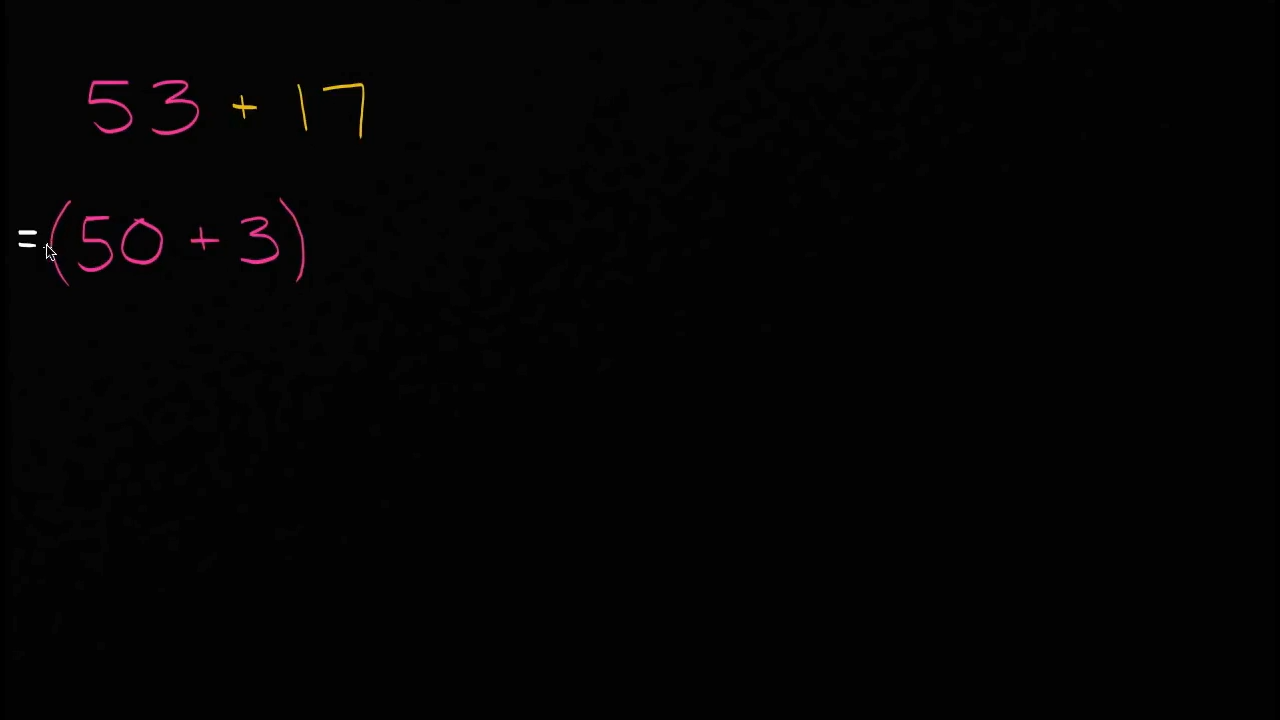 53 + 17
= (50 + 3)